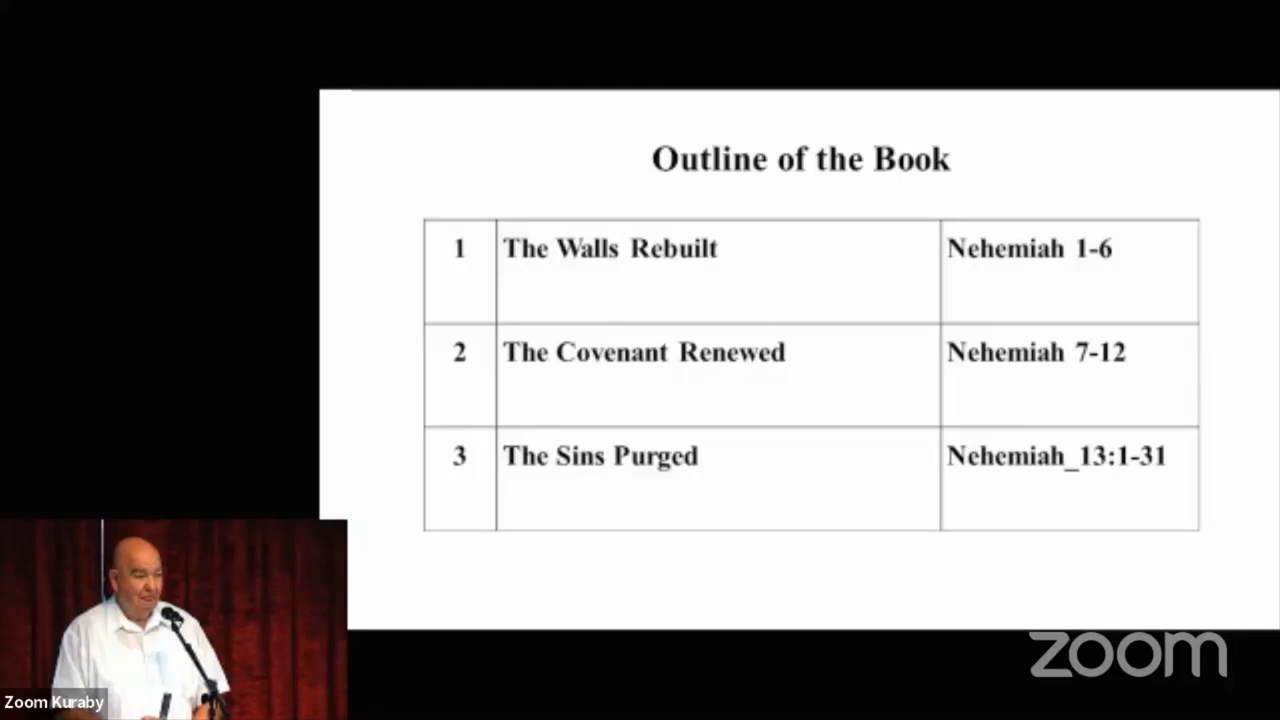 Outline of the Book
1 The Walls Rebuilt Nehemiah 1-6
2 The Covenant Renewed Nehemiah 7-12
3 The Sins Purged Nehemiah_13:1-31
Zoom Kuraby
zoom